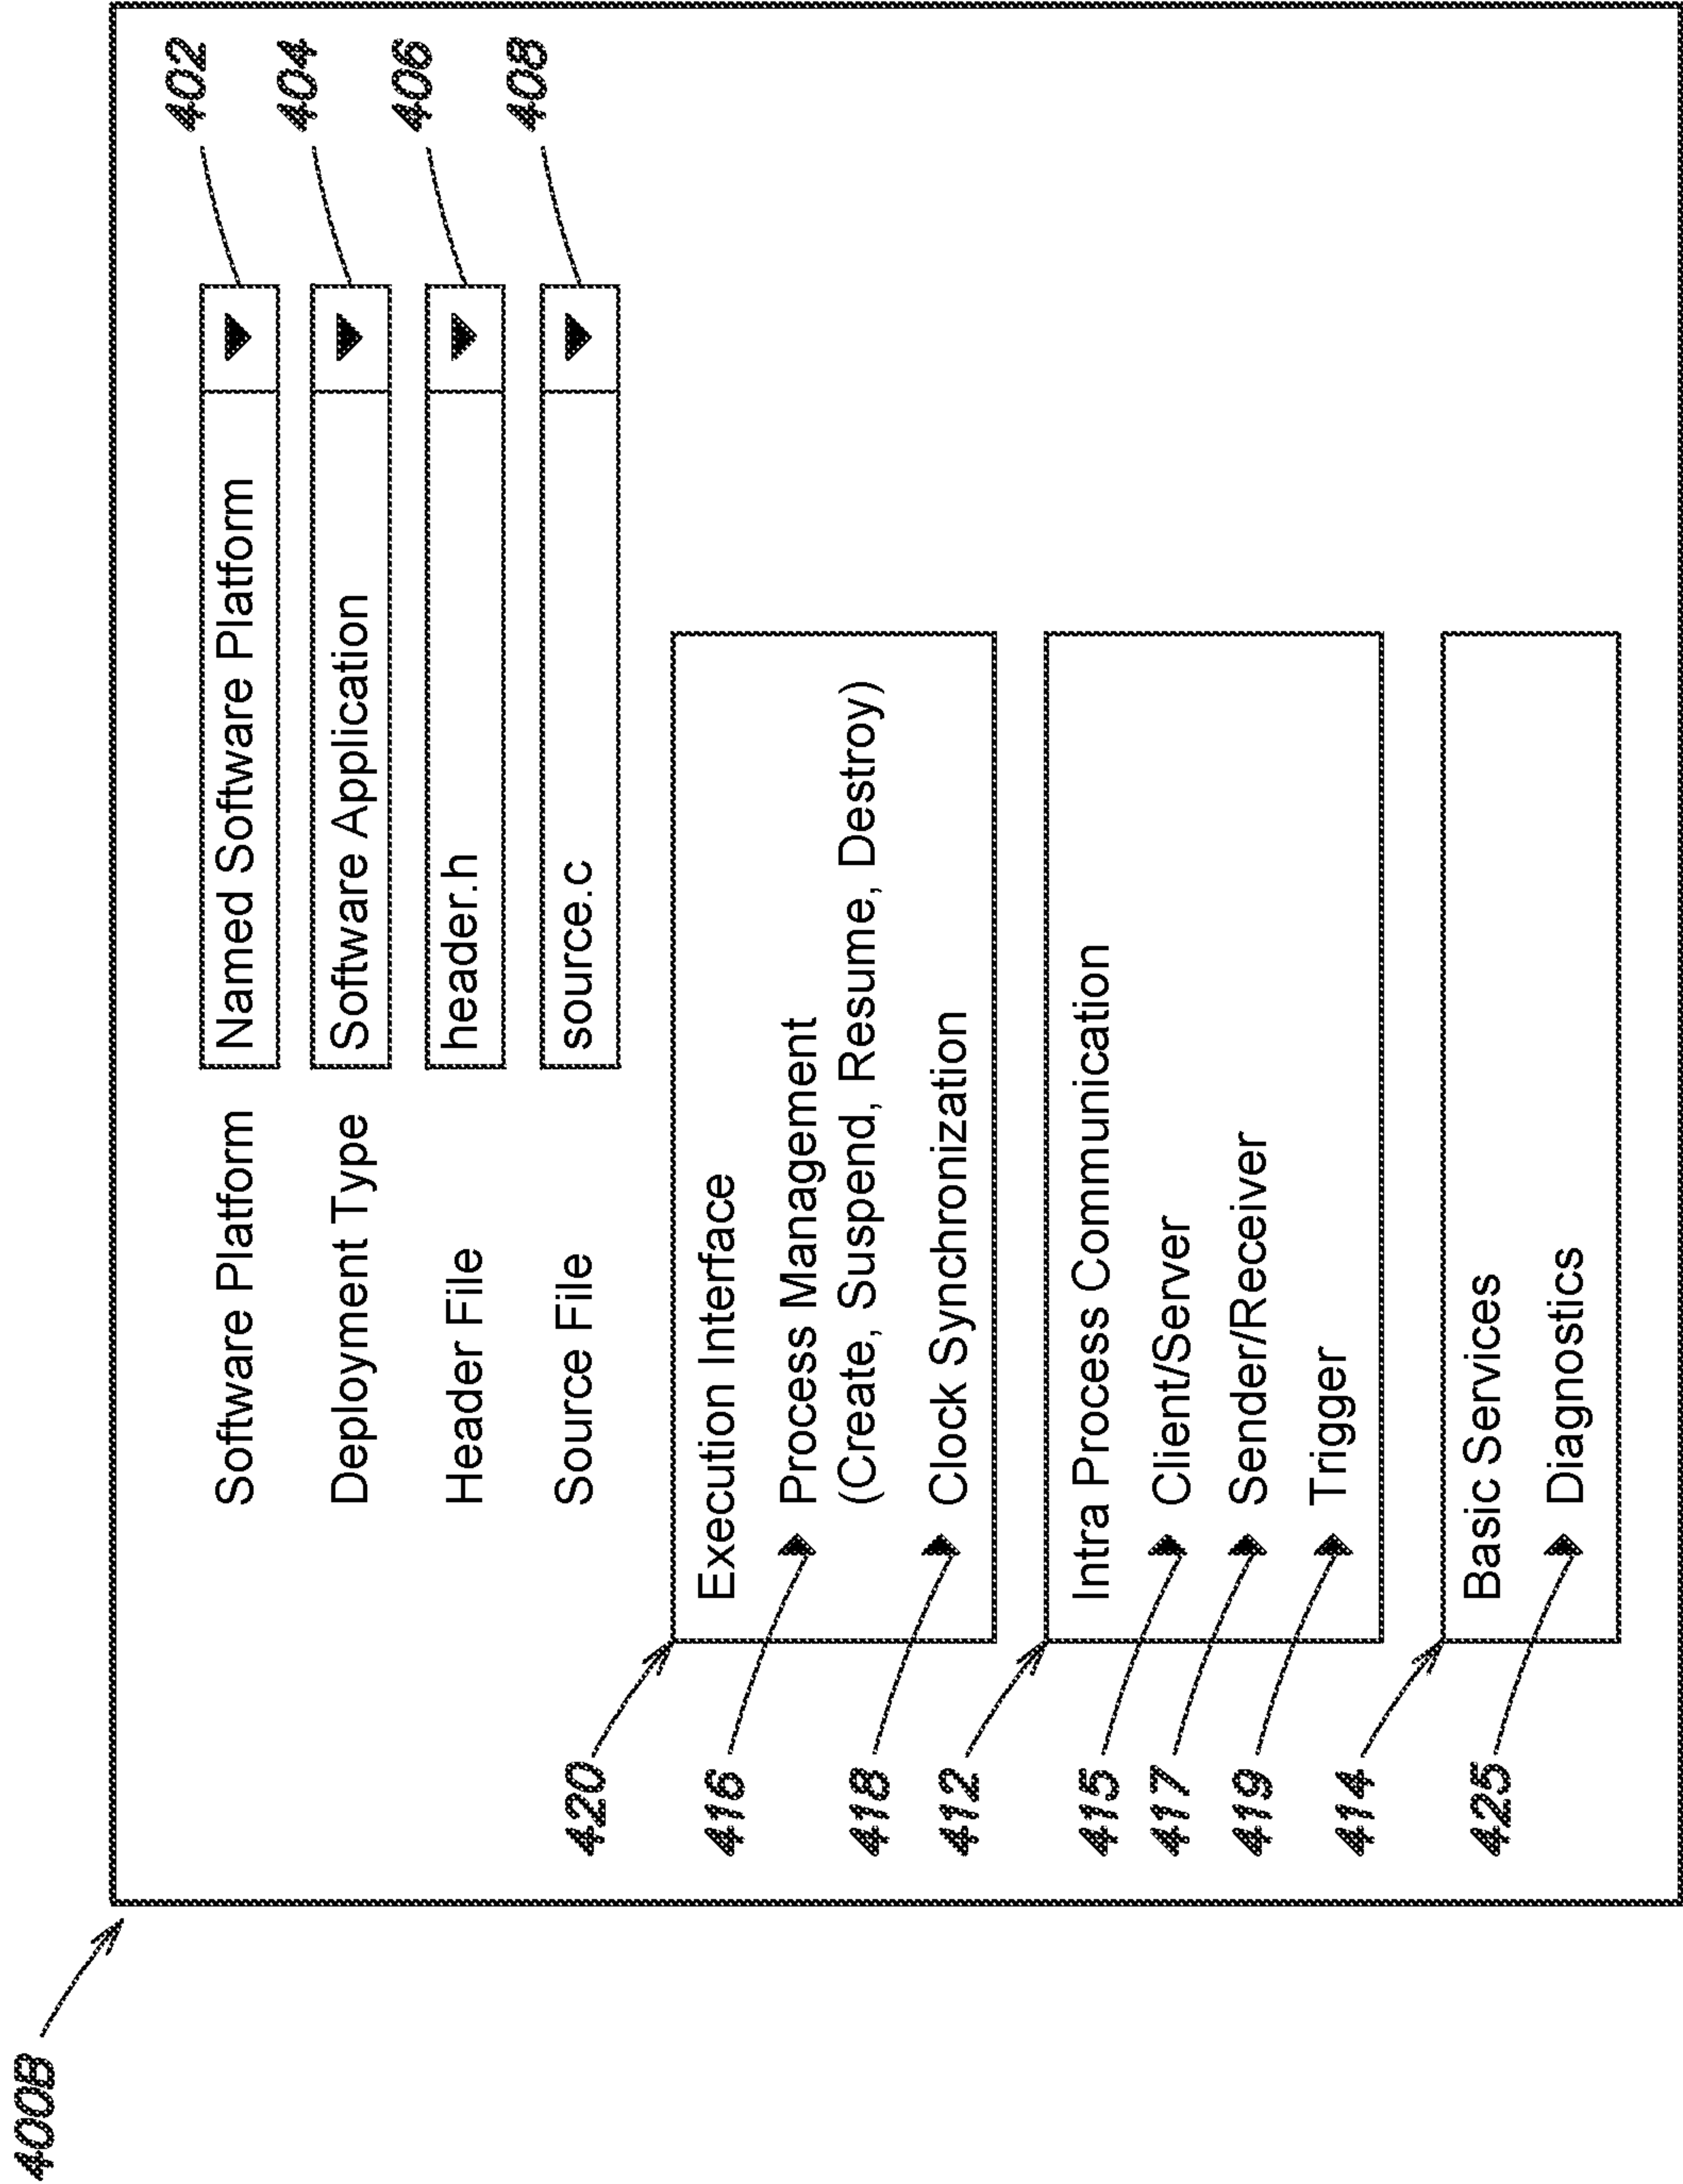 400B
Software Platform Named Software Platform 402
Deployment Type Software Application 404
Header File header.h 406
Source File source.c 408
420 Execution Interface
416 Process Management
(Create, Suspend, Resume, Destroy)
418 Clock Synchronization
412 Intra Process Communication
415 Client/Server
417 Sender/Receiver
419 Trigger
414 Basic Services
425 Diagnostics